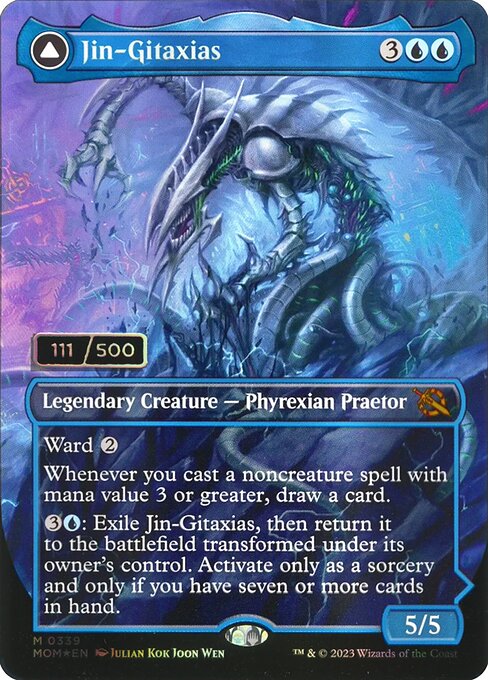 Jin-Gitaxias 3
111/500
Legendary Creature — Phyrexian Praetor
Ward 2
Whenever you cast a noncreature spell with
mana value 3 or greater, draw a card.
3: Exile Jin-Gitaxias, then return it
to the battlefield transformed under its
owner's control. Activate only as a sorcery
and only if you have seven or more cards
in hand.
5/5
M 0339
MOM★EN Julian Kok Joon Wen
™ & © 2023 Wizards of the Coast